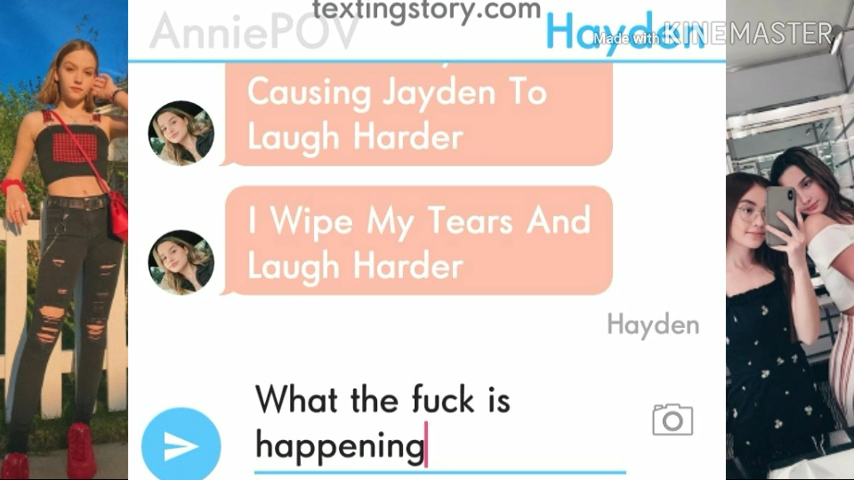 textingstory.com
AnniePOV
Hayden
Made with KINEMASTER
Causing Jayden To
Laugh Harder
I Wipe My Tears And
Laugh Harder
Hayden
What the fuck is
happening